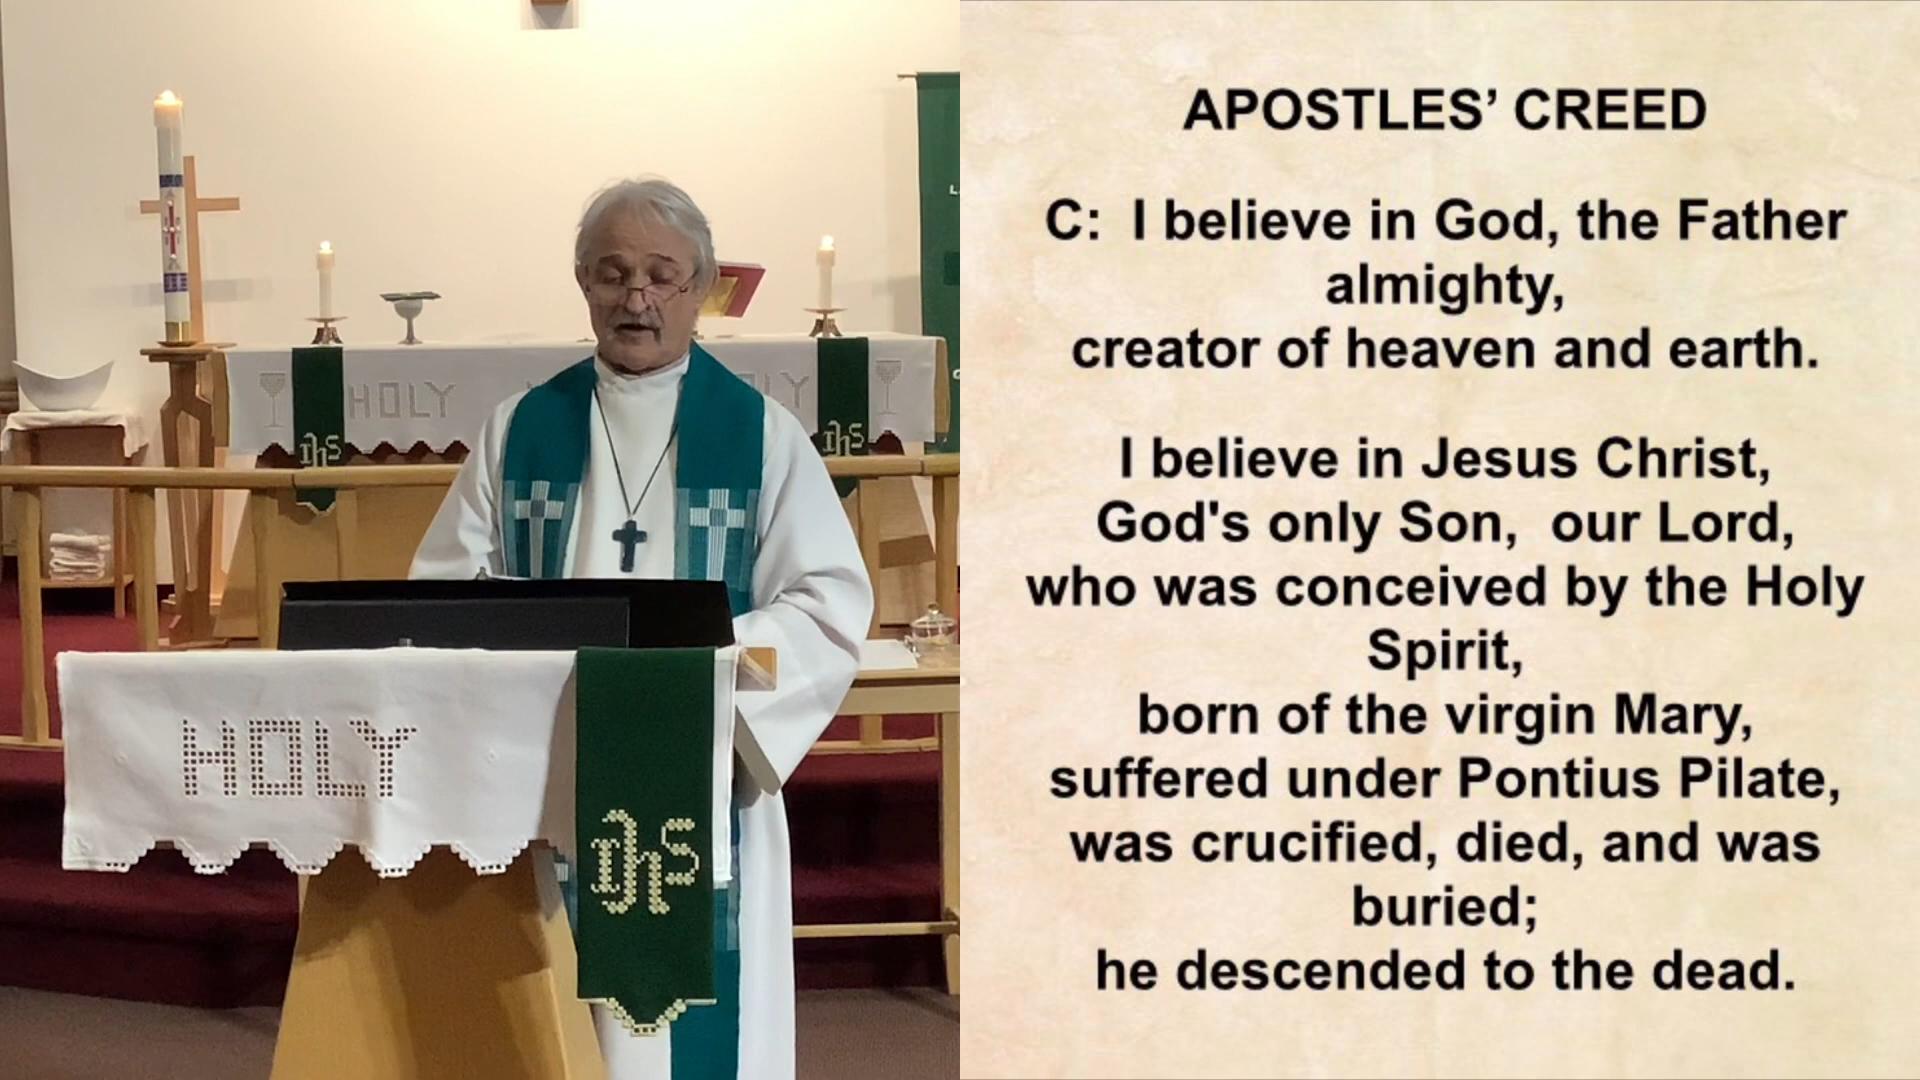 HOLY
OLY
ihs
ihs
HOLY
ihs
APOSTLES’ CREED
C:  I believe in God, the Father
almighty,
creator of heaven and earth.
I believe in Jesus Christ,
God's only Son,  our Lord,
who was conceived by the Holy
Spirit,
born of the virgin Mary,
suffered under Pontius Pilate,
was crucified, died, and was
buried;
he descended to the dead.